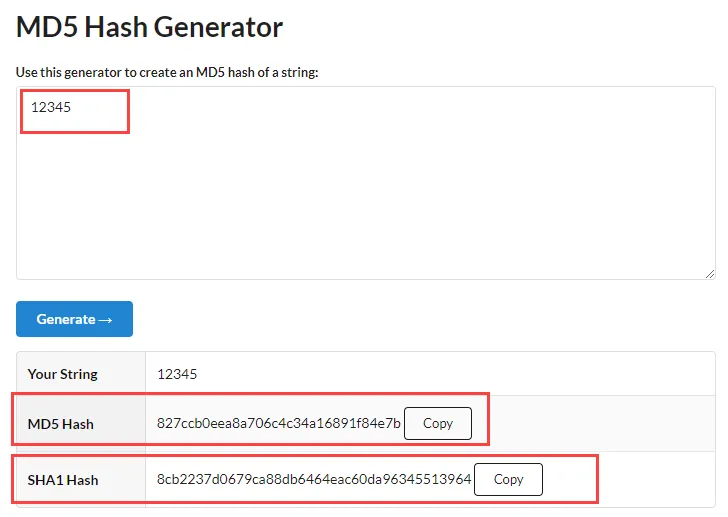 MD5 Hash Generator
Use this generator to create an MD5 hash of a string:
12345
Generate →
Your String 12345
MD5 Hash 827ccb0eea8a706c4c34a16891f84e7b Copy
SHA1 Hash 8cb2237d0679ca88db6464eac60da96345513964 Copy